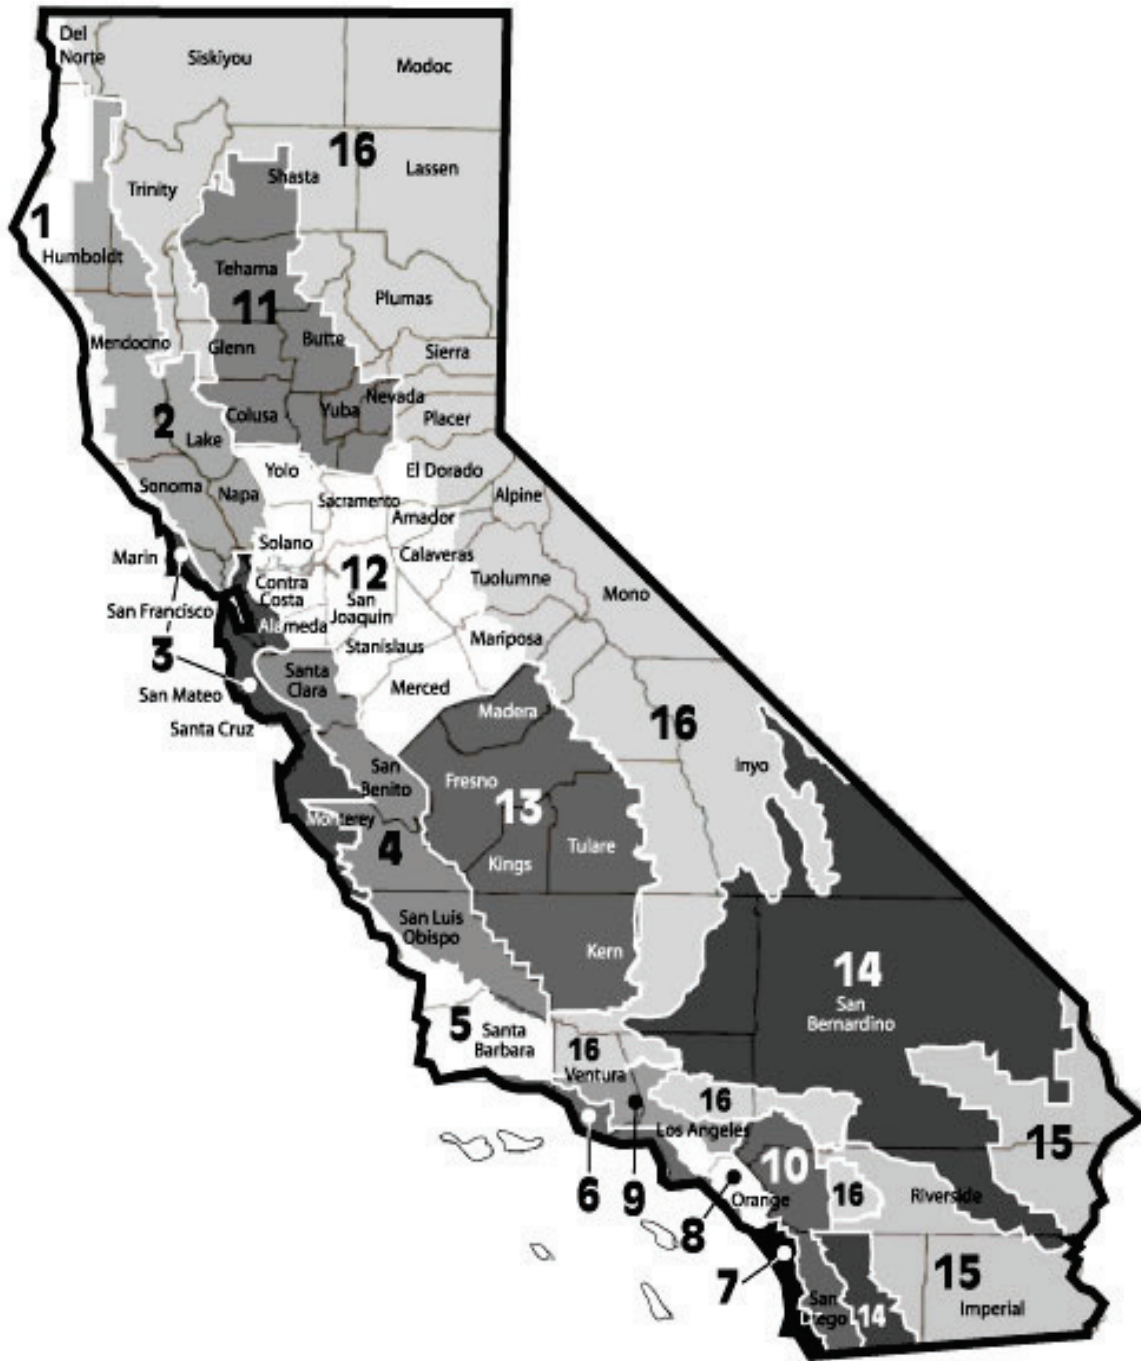 Del
Norte
Siskiyou
Modoc
16
Shasta
Lassen
Trinity
1
Humboldt
Tehama
11
Plumas
Mendocino
Glenn
Butte
Sierra
2
Colusa
Yuba
Nevada
Placer
Lake
Yolo
El Dorado
Sonoma
Napa
Sacramento
Alpine
Amador
Marin
Solano
Calaveras
12
Contra
Costa
San
Joaquin
Tuolumne
Mono
San Francisco
Alameda
Stanislaus
Mariposa
3
San Mateo
Santa
Clara
Merced
Santa Cruz
Madera
16
San
Benito
Fresno
13
Inyo
Monterey
4
Kings
Tulare
San Luis
Obispo
Kern
14
San
Bernardino
5
Santa
Barbara
16
Ventura
16
Los Angeles
15
10
6
9
8
Orange
16
Riverside
7
15
San
Diego
14
Imperial